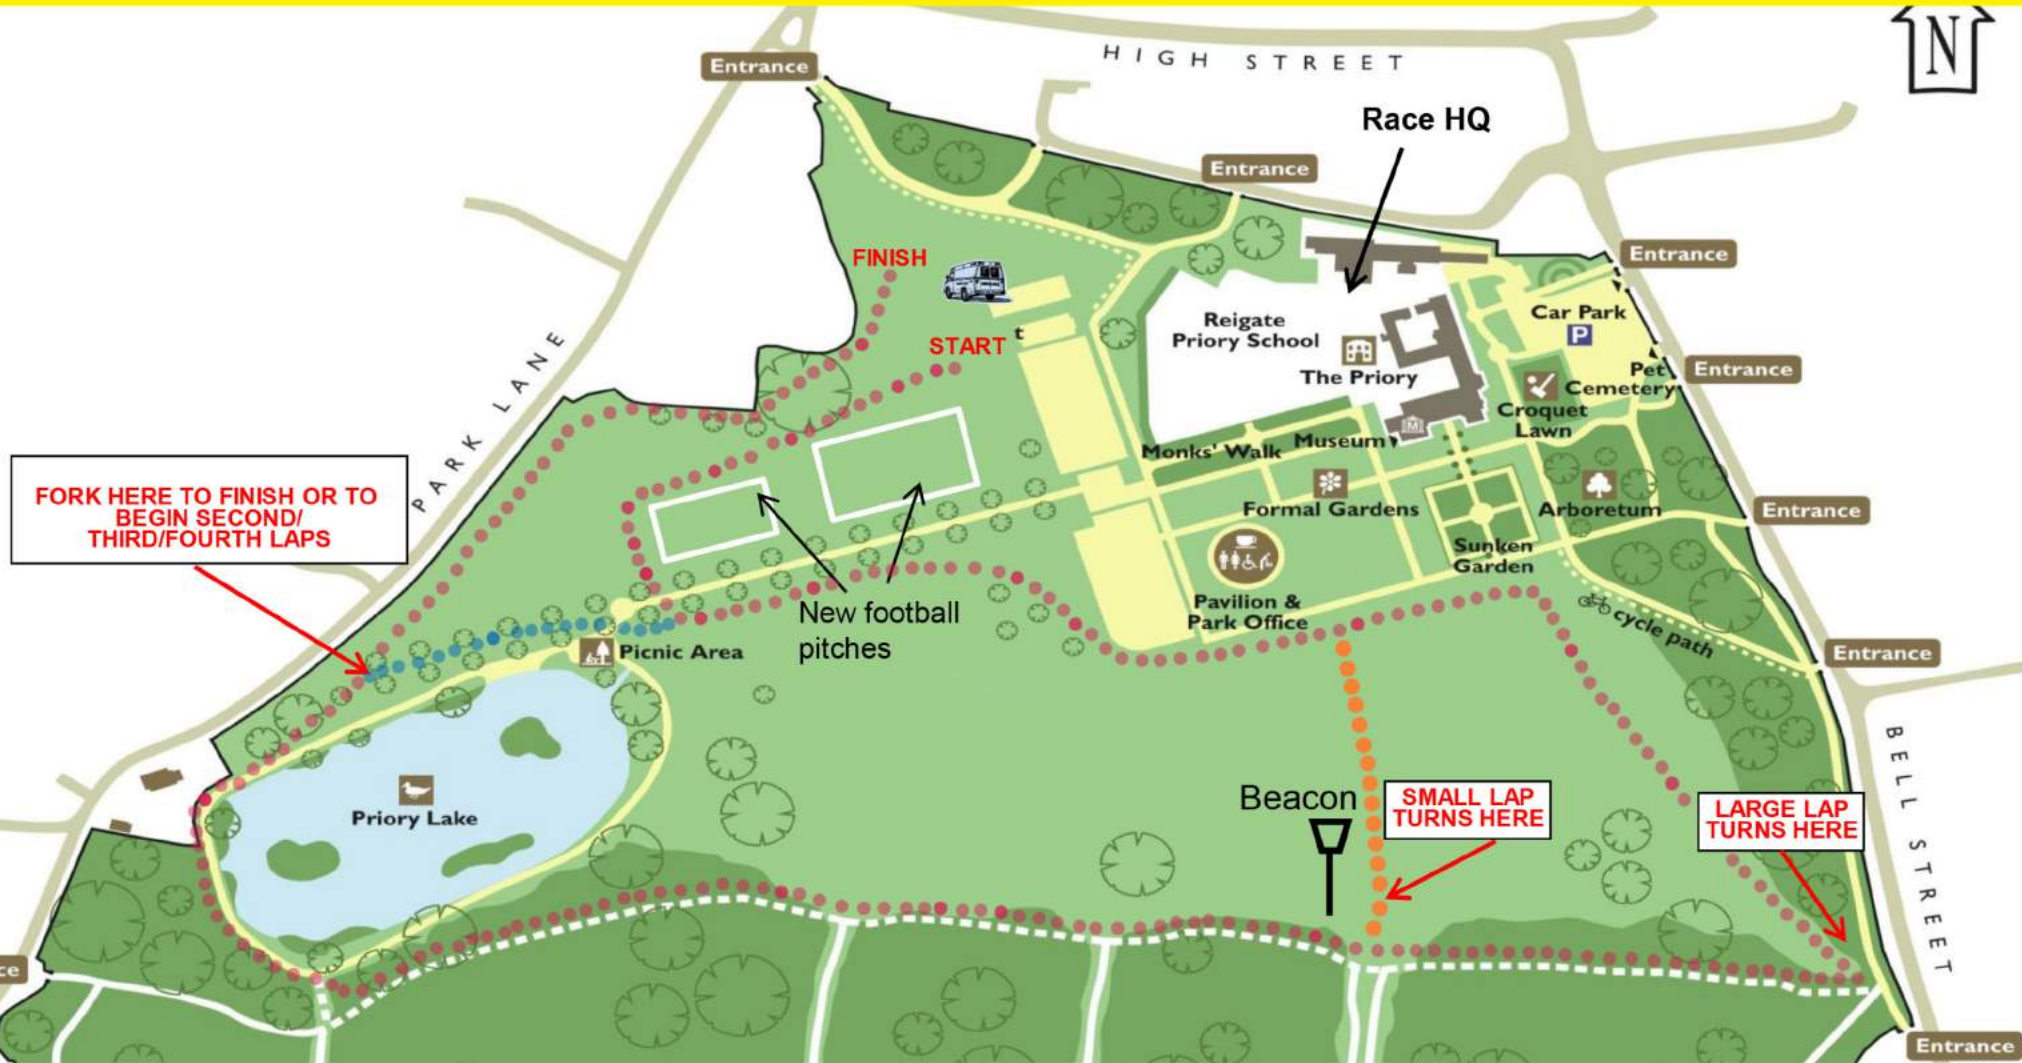 N
HIGH STREET
Entrance
Race HQ
Entrance
Entrance
FINISH
START
t
Reigate
Priory School
The Priory
Car Park
P
Pet
Cemetery
Entrance
Croquet
Lawn
PARK LANE
Monks' Walk
Museum
M
FORK HERE TO FINISH OR TO
BEGIN SECOND/
THIRD/FOURTH LAPS
Formal Gardens
Arboretum
Entrance
Sunken
Garden
New football
pitches
Pavilion &
Park Office
cycle path
Picnic Area
Entrance
BELL STREET
Priory Lake
Beacon
SMALL LAP
TURNS HERE
LARGE LAP
TURNS HERE
ce
Entrance